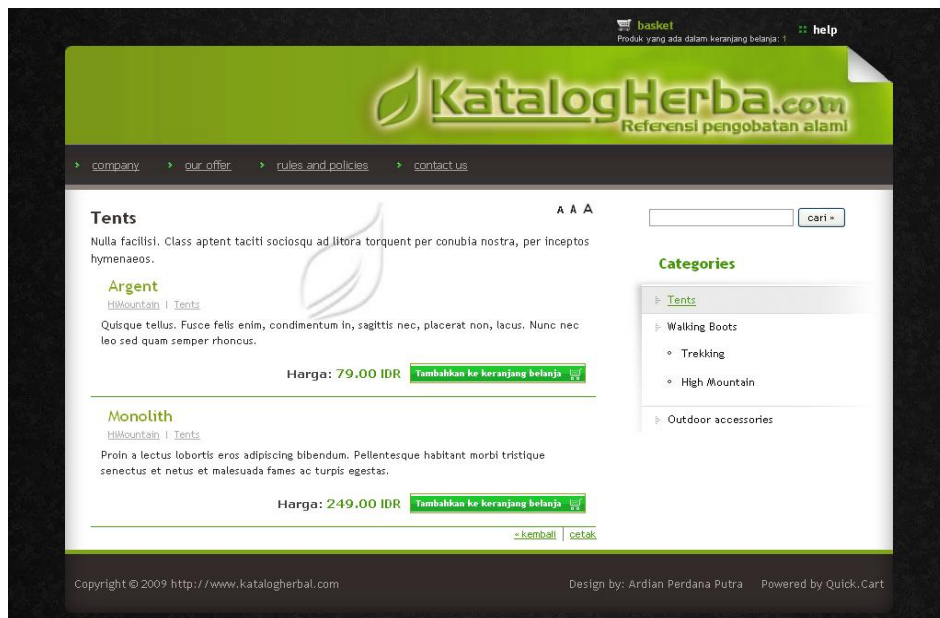 basket
Produk yang ada dalam keranjang belanja: 1
help
KatalogHerba.com
Referensi pengobatan alami
company
our offer
rules and policies
contact us
A A A
Tents
Nulla facilisi. Class aptent taciti sociosqu ad litora torquent per conubia nostra, per inceptos
hymenaeos.
Argent
HiMountain | Tents
Quisque tellus. Fusce felis enim, condimentum in, sagittis nec, placerat non, lacus. Nunc nec
leo sed quam semper rhoncus.
Harga: 79.00 IDR Tambahkan ke keranjang belanja
Monolith
HiMountain | Tents
Proin a lectus lobortis eros adipiscing bibendum. Pellentesque habitant morbi tristique
senectus et netus et malesuada fames ac turpis egestas.
Harga: 249.00 IDR Tambahkan ke keranjang belanja
« kembali | cetak
cari »
Categories
Tents
Walking Boots
Trekking
High Mountain
Outdoor accessories
Copyright © 2009 http://www.katalogherbal.com
Design by: Ardian Perdana Putra Powered by Quick.Cart